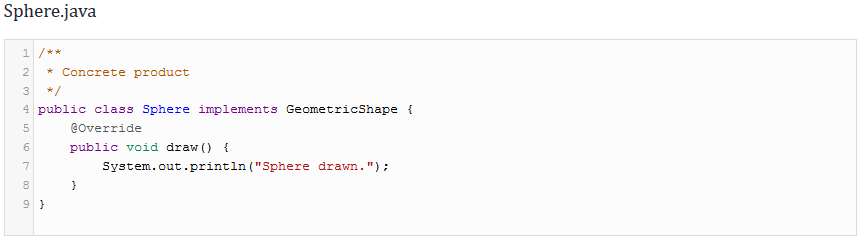 Sphere.java
1 /**
2  * Concrete product
3  */
4 public class Sphere implements GeometricShape {
5     @Override
6     public void draw() {
7         System.out.println("Sphere drawn.");
8     }
9 }